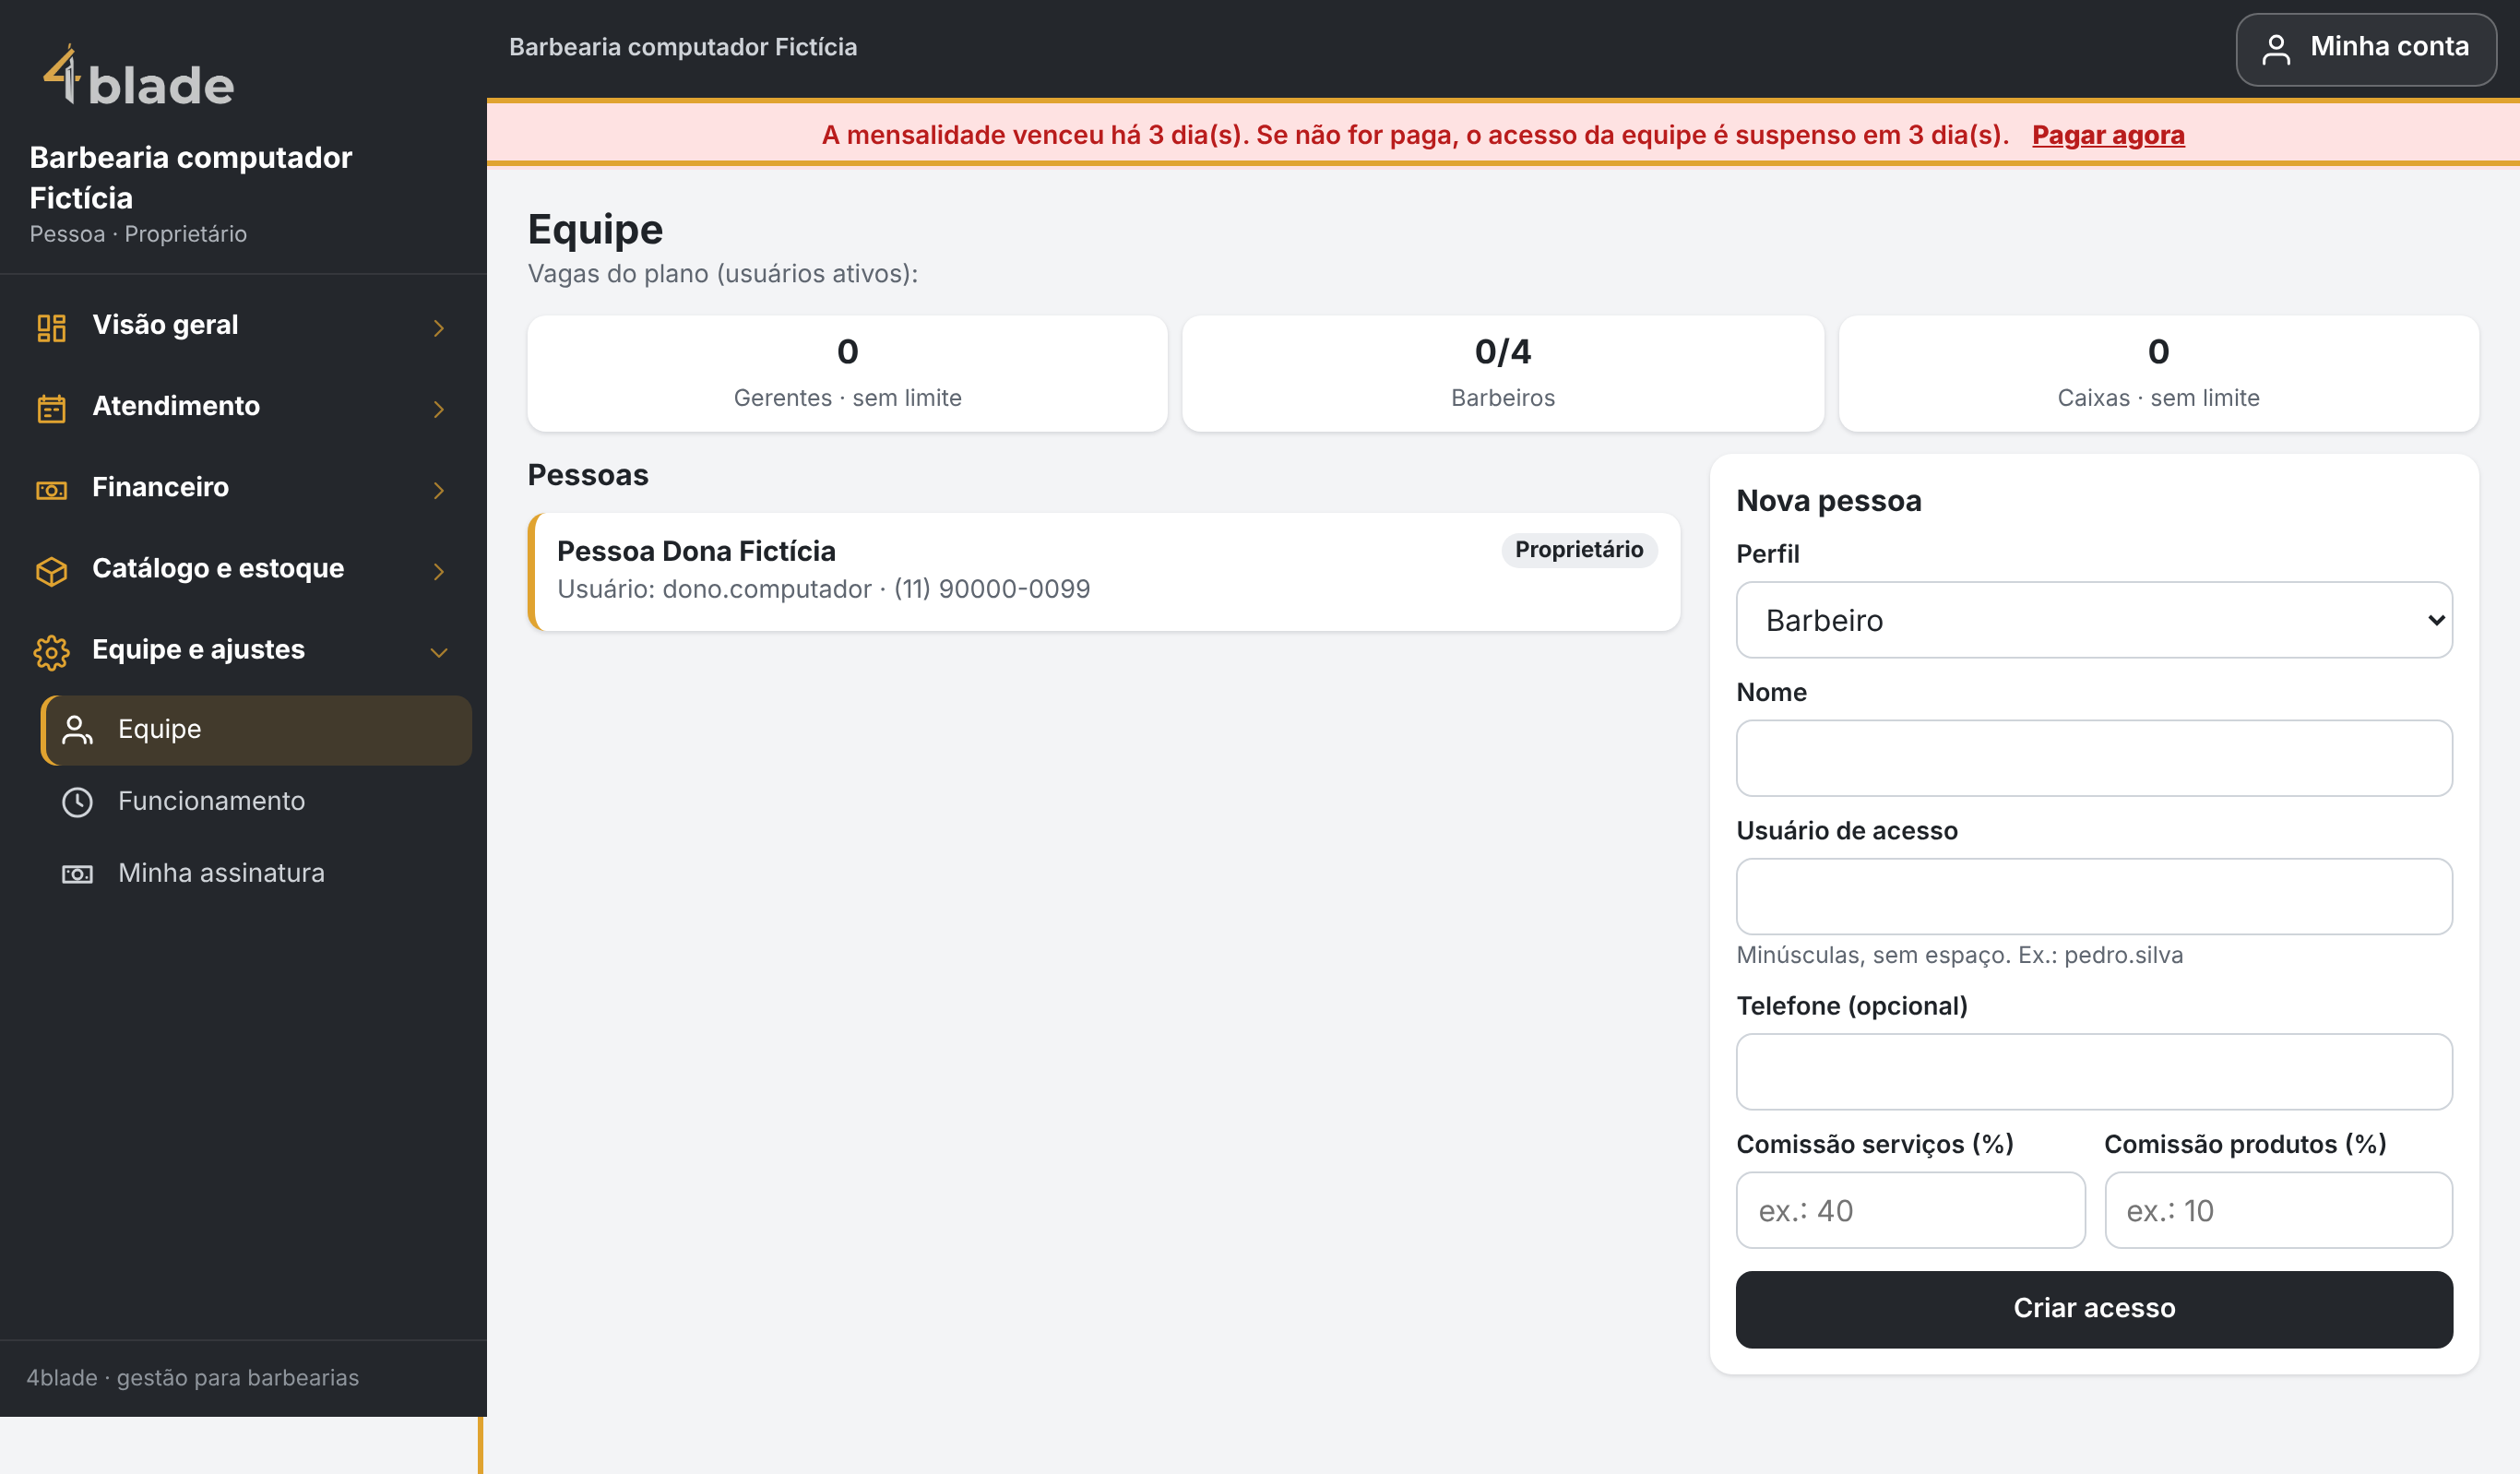 4blade
Barbearia computador
Fictícia
Pessoa · Proprietário
Visão geral
Atendimento
Financeiro
Catálogo e estoque
Equipe e ajustes
Equipe
Funcionamento
Minha assinatura
4blade · gestão para barbearias
Barbearia computador Fictícia
Minha conta
A mensalidade venceu há 3 dia(s). Se não for paga, o acesso da equipe é suspenso em 3 dia(s). Pagar agora
Equipe
Vagas do plano (usuários ativos):
0
Gerentes · sem limite
0/4
Barbeiros
0
Caixas · sem limite
Pessoas
Pessoa Dona Fictícia
Proprietário
Usuário: dono.computador · (11) 90000-0099
Nova pessoa
Perfil
Barbeiro
Nome
Usuário de acesso
Minúsculas, sem espaço. Ex.: pedro.silva
Telefone (opcional)
Comissão serviços (%) Comissão produtos (%)
ex.: 40 ex.: 10
Criar acesso